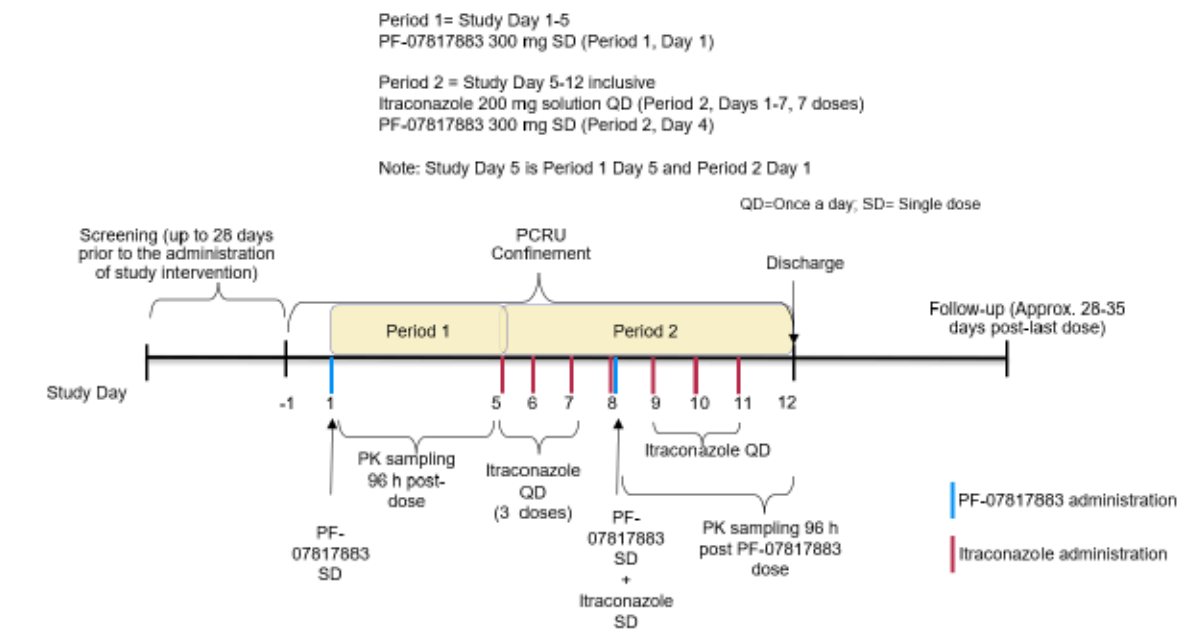 Period 1= Study Day 1-5
PF-07817883 300 mg SD (Period 1, Day 1)
Period 2 = Study Day 5-12 inclusive
Itraconazole 200 mg solution QD (Period 2, Days 1-7, 7 doses)
PF-07817883 300 mg SD (Period 2, Day 4)
Note: Study Day 5 is Period 1 Day 5 and Period 2 Day 1
QD=Once a day; SD= Single dose
Screening (up to 28 days
prior to the administration
of study intervention)
PCRU
Confinement
Discharge
Follow-up (Approx. 28-35
days post-last dose)
Period 1
Period 2
Study Day
-1 1 5 6 7 8 9 10 11 12
PK sampling
96 h post-
dose
Itraconazole
QD
(3 doses)
Itraconazole QD
PF-
07817883
SD
PF-
07817883
SD
+
Itraconazole
SD
PK sampling 96 h
post PF-07817883
dose
PF-07817883 administration
Itraconazole administration